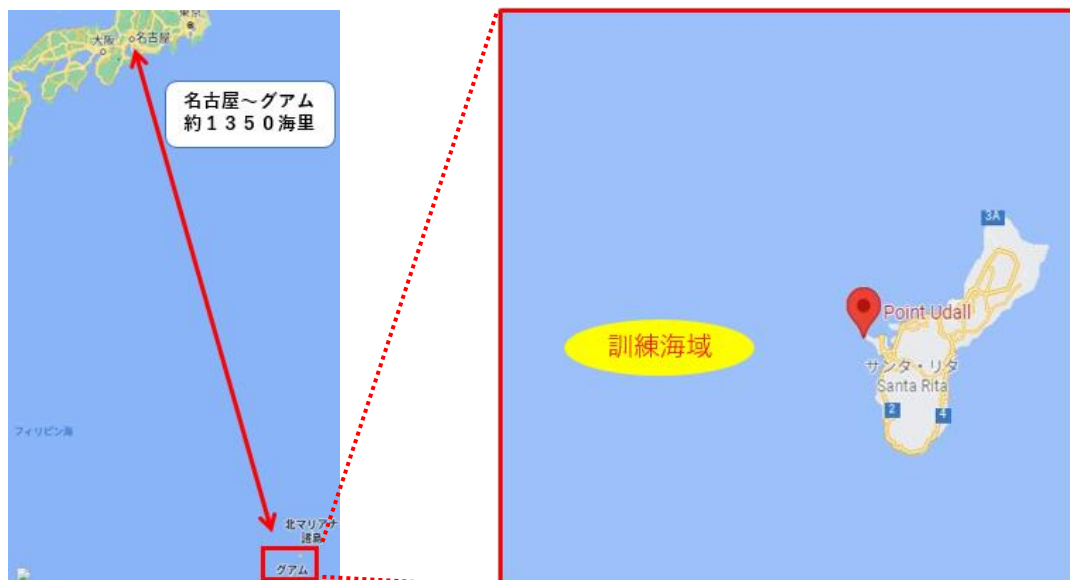 東京
大阪
名古屋
名古屋～グアム
約１３５０海里
フィリピン海
北マリアナ
諸島
グアム
3A
Point Udall
訓練海域
サンタ・リタ
Santa Rita
2
4